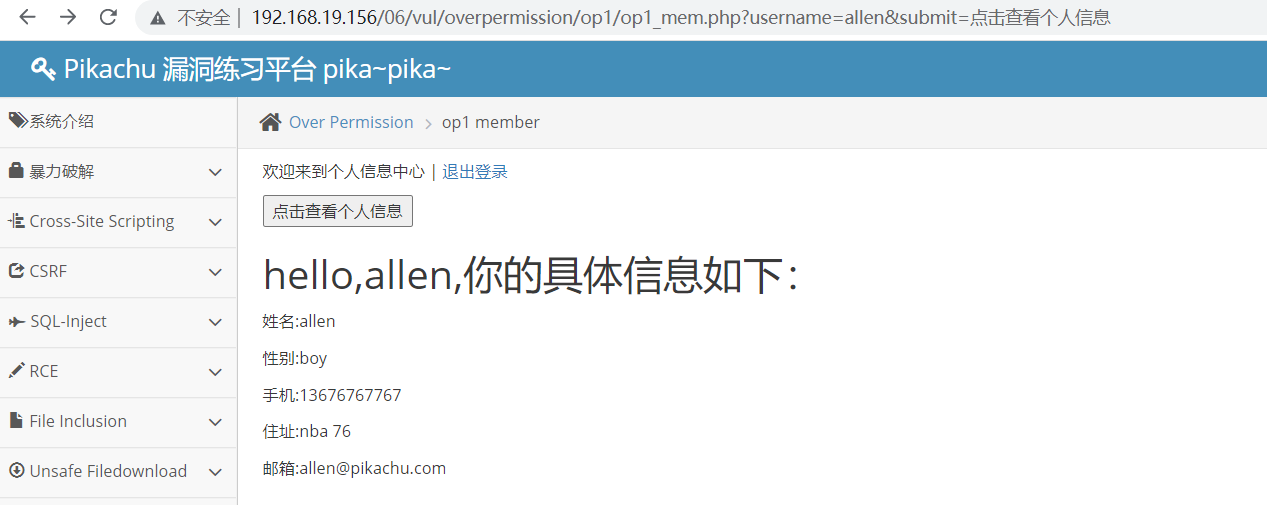 不安全 | 192.168.19.156/06/vul/overpermission/op1/op1_mem.php?username=allen&submit=点击查看个人信息
Pikachu 漏洞练习平台 pika~pika~
系统介绍
暴力破解
Cross-Site Scripting
CSRF
SQL-Inject
RCE
File Inclusion
Unsafe Filedownload
Over Permission > op1 member
欢迎来到个人信息中心 | 退出登录
点击查看个人信息
hello,allen,你的具体信息如下：
姓名:allen
性别:boy
手机:13676767767
住址:nba 76
邮箱:allen@pikachu.com